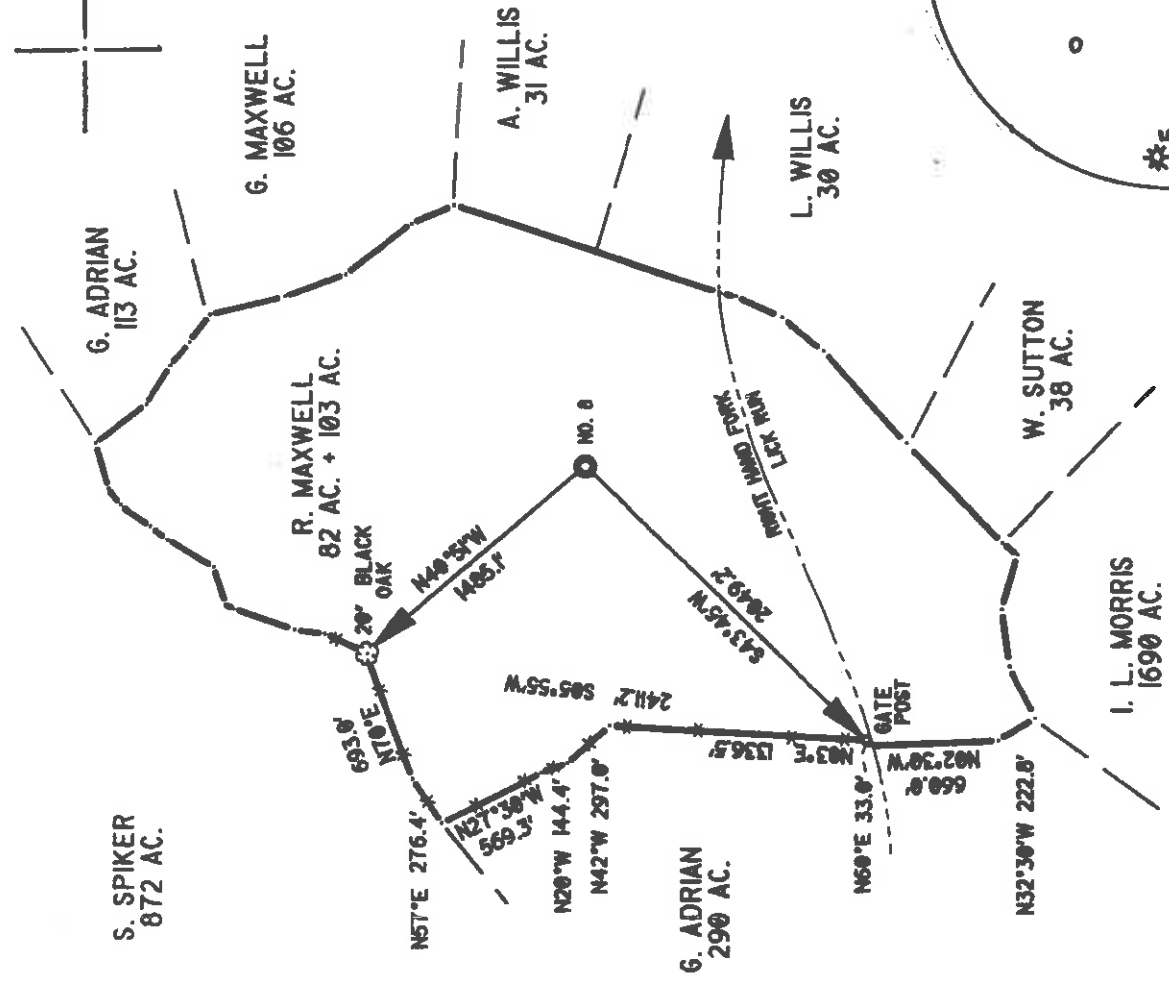 G. MAXWELL
106 AC.
A. WILLIS
31 AC.
G. ADRIAN
113 AC.
L. WILLIS
30 AC.
R. MAXWELL
82 AC. + 103 AC.
20" BLACK
OAK
N40°51'W
1485.1'
NO. 8
RIGHT HAND FORK
LICK RUN
W. SUTTON
38 AC.
S43°45'W
2049.2'
2411.2' S05°55'W
S. SPIKER
872 AC.
693.0'
N70°E
N57°E 276.4'
N27°30'W
569.3'
N20°W 144.4'
N42°W 297.0'
N03°E 1336.5'
GATE
POST
N60°E 33.0'
N02°30'W
660.0'
N32°30'W 222.8'
G. ADRIAN
290 AC.
I. L. MORRIS
1690 AC.